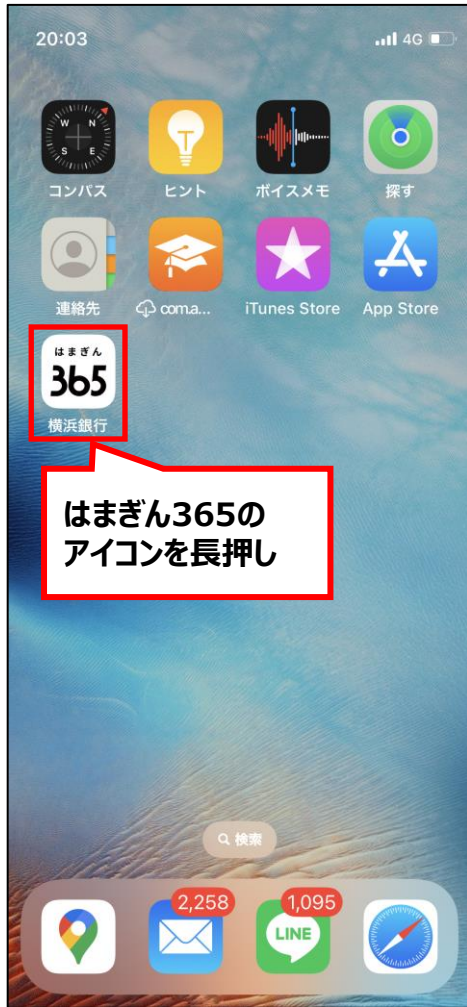 20:03
4G
W N
S E
T
コンパス
ヒント
ボイスメモ
探す
連絡先
com.a...
iTunes Store
App Store
はまぎん
365
横浜銀行
はまぎん365の
アイコンを長押し
検索
2,258
1,095
LINE